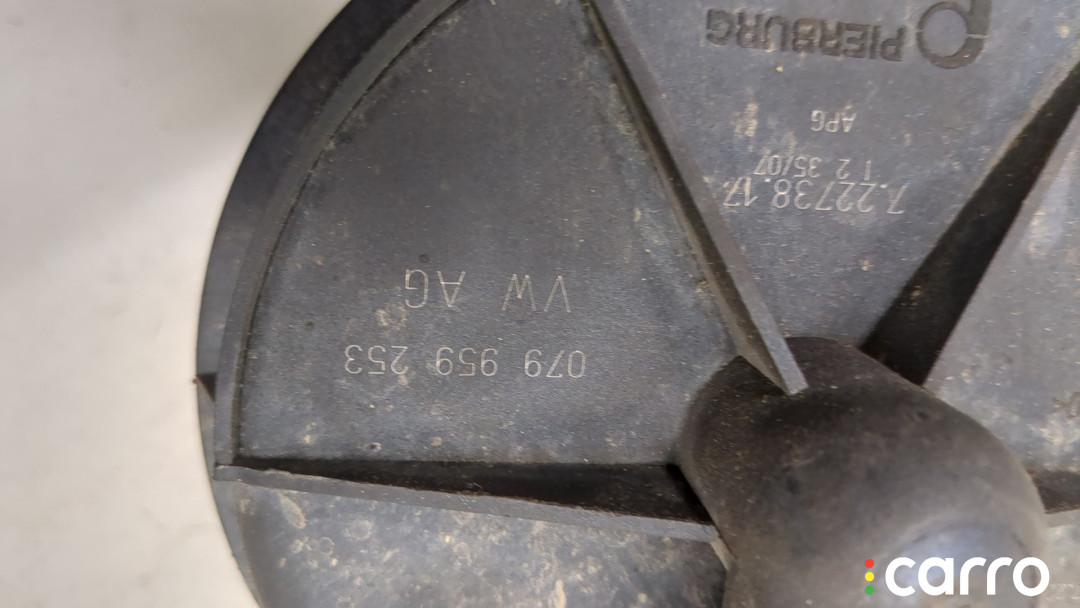 PIERBURG
APG
1 2 35/07
7.22738.17
VW AG
079 959 253
carro